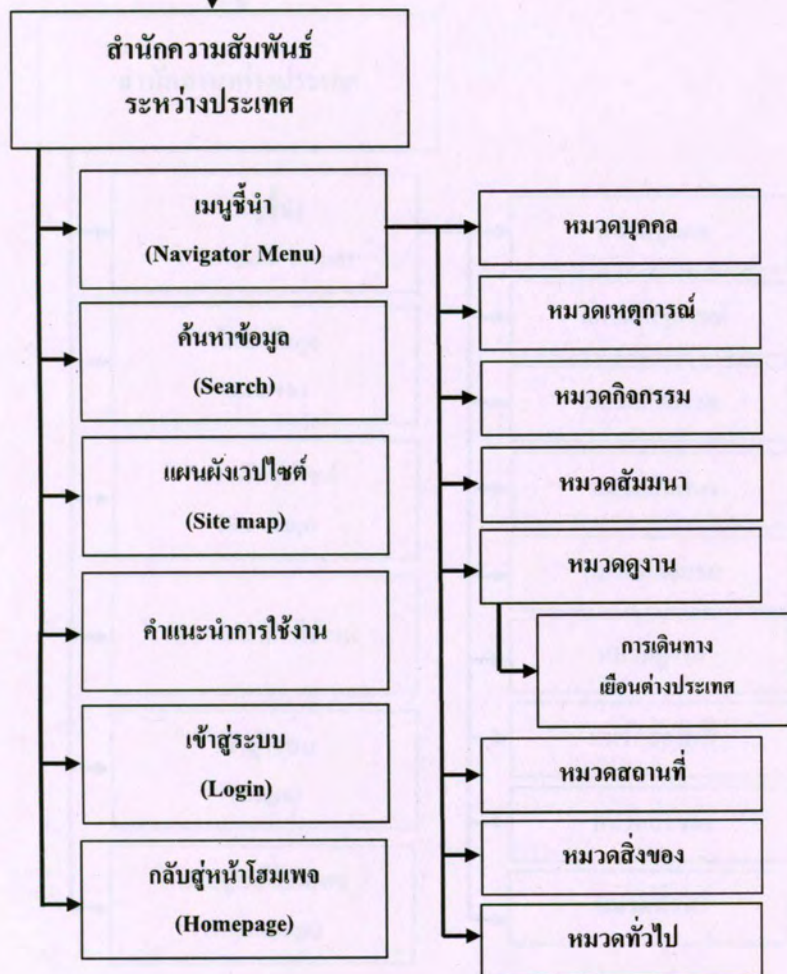 สำนักความสัมพันธ์
ระหว่างประเทศ
เมนูชี้นำ
(Navigator Menu)
ค้นหาข้อมูล
(Search)
แผนผังเวปไซต์
(Site map)
คำแนะนำการใช้งาน
เข้าสู่ระบบ
(Login)
กลับสู่หน้าโฮมเพจ
(Homepage)
หมวดบุคคล
หมวดเหตุการณ์
หมวดกิจกรรม
หมวดสัมมนา
หมวดดูงาน
การเดินทาง
เยือนต่างประเทศ
หมวดสถานที่
หมวดสิ่งของ
หมวดทั่วไป